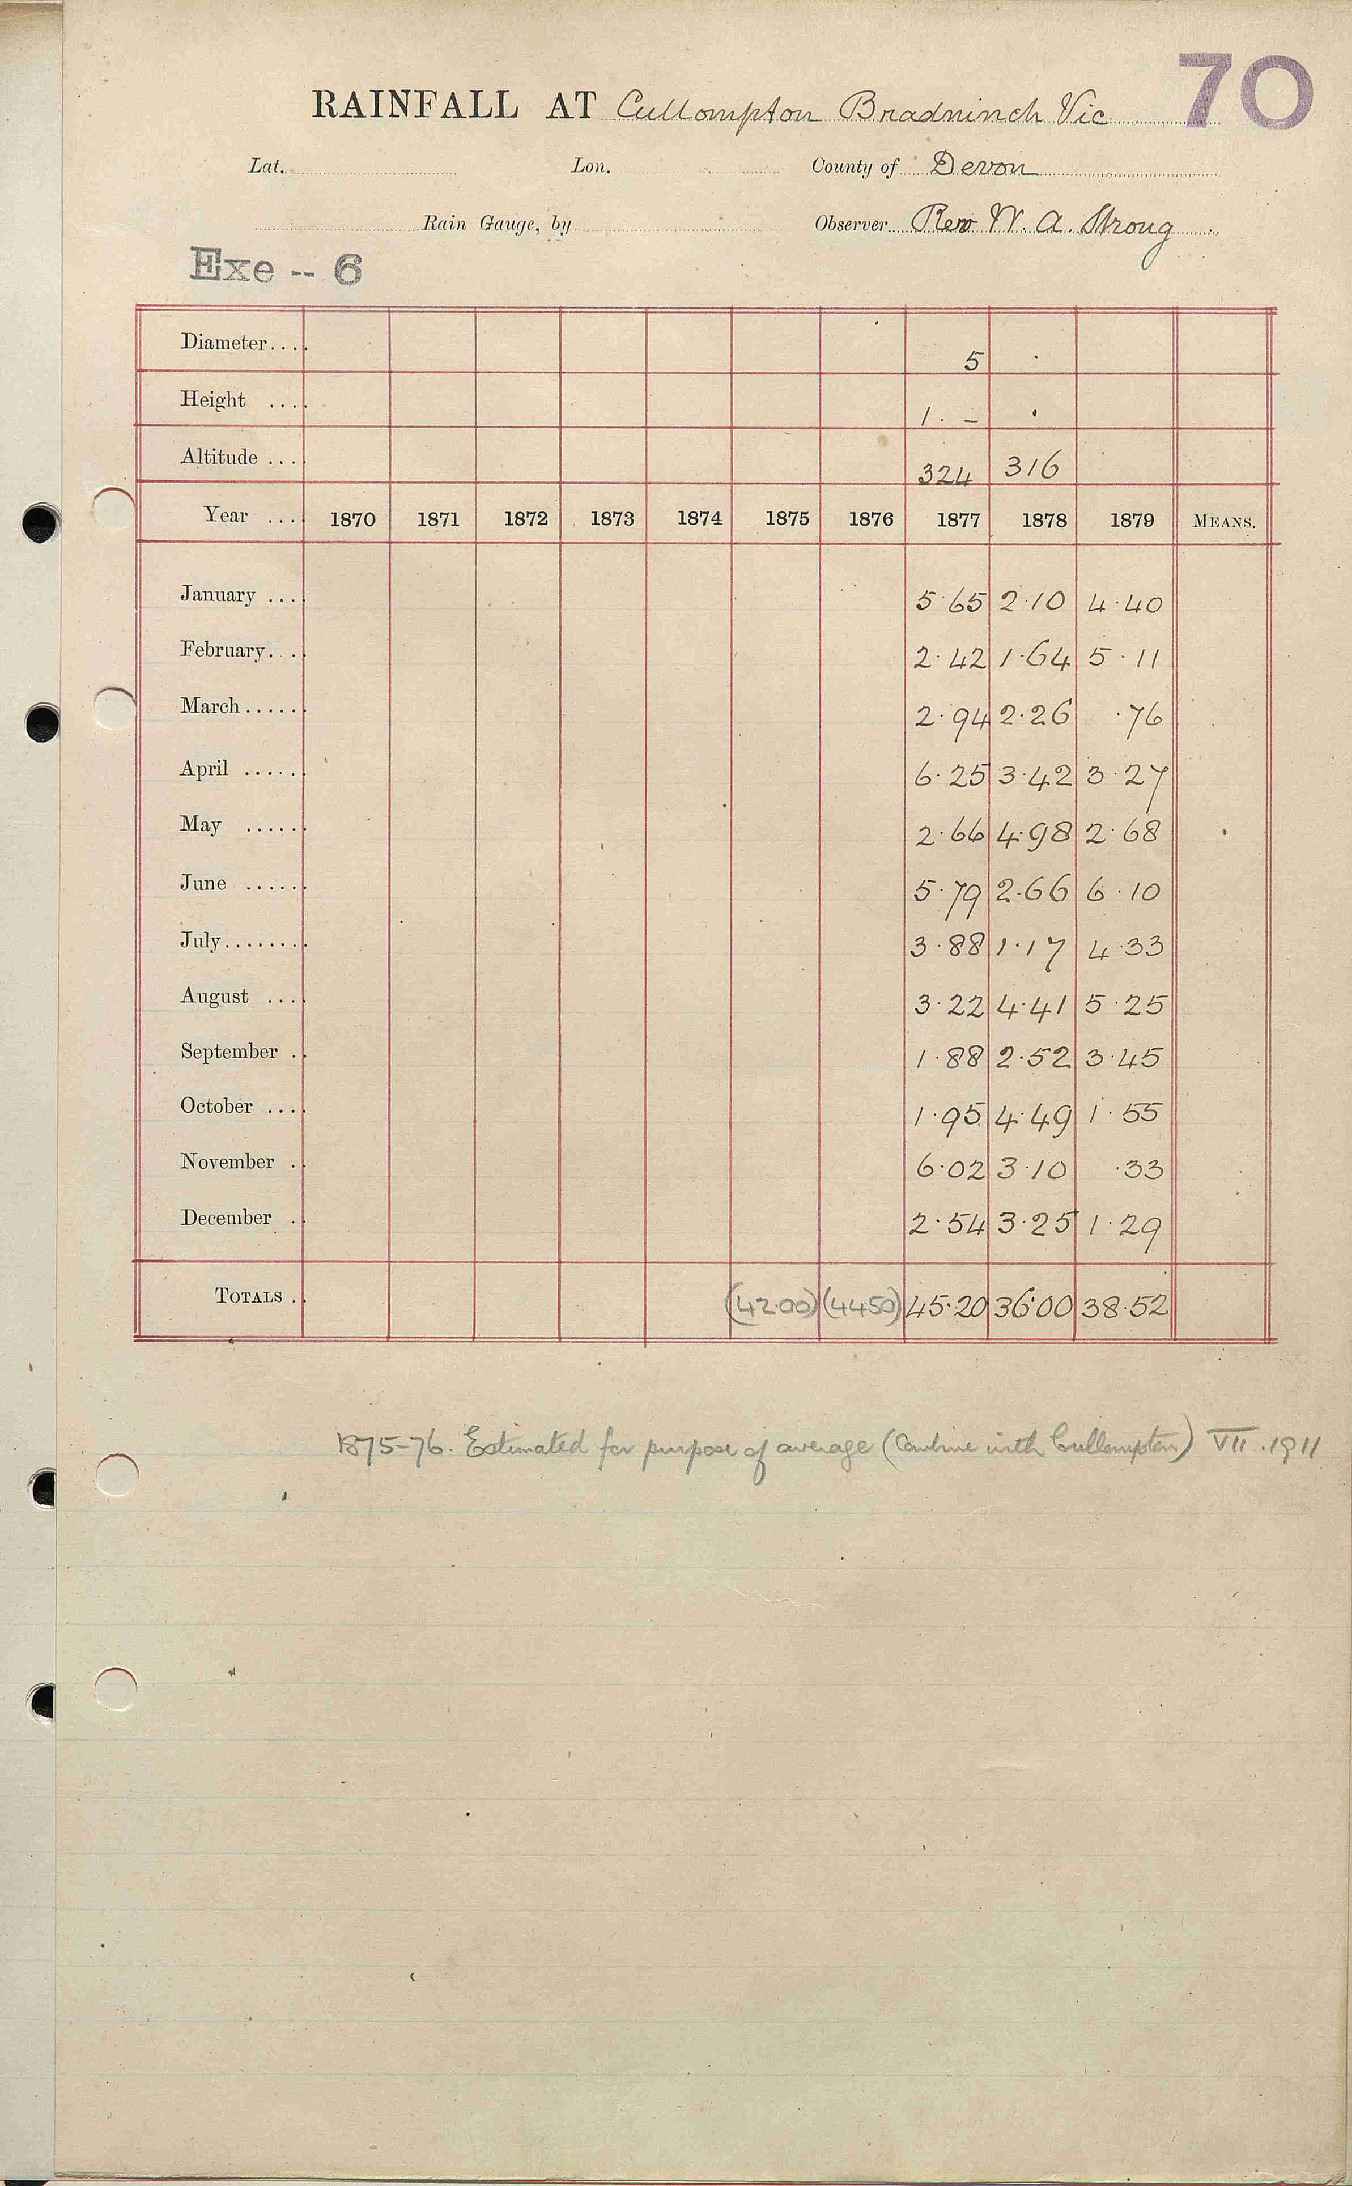 70
RAINFALL AT Cullompton Bradninch Vic
Lat. Lon. County of Devon
Rain Gauge, by Observer Rev W. A. Strong
Exe -- 6
Diameter.... 5 ·
Height .... 1 · - ·
Altitude .... 324 316
Year .... 1870 1871 1872 1873 1874 1875 1876 1877 1878 1879 MEANS.
January .... 5·65 2·10 4·40
February.... 2·42 1·64 5·11
March...... 2·94 2·26 ·76
April ...... 6·25 3·42 3·27
May ...... 2·66 4·98 2·68
June ...... 5·79 2·66 6·10
July........ 3·88 1·17 4·33
August .... 3·22 4·41 5·25
September .. 1·88 2·52 3·45
October .... 1·95 4·49 1·55
November .. 6·02 3·10 ·33
December .. 2·54 3·25 1·29
TOTALS .. (42·00) (44·50) 45·20 36·00 38·52
1875-76. Estimated for purpose of average (Combine with Cullompton) VII. 1911